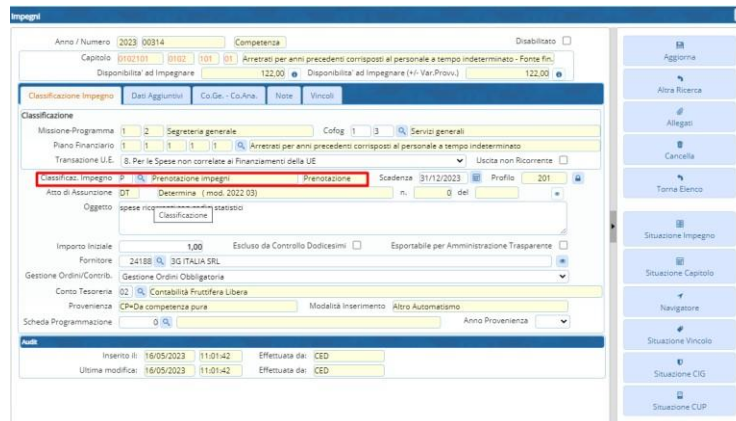 Impegni
Anno / Numero 2023 00314 Competenza Disabilitato
Capitolo 0102101 0102 101 01 Arretrati per anni precedenti corrisposti al personale a tempo indeterminato - Fonte fin.
Disponibilita' ad Impegnare 122,00 Disponibilita' ad Impegnare (+/- Var.Provv.) 122,00
Classificazione Impegno Dati Aggiuntivi Co.Ge. - Co.Ana. Note Vincoli
Classificazione
Missione-Programma 1 2 Segreteria generale Cofog 1 3 Servizi generali
Piano Finanziario 1 1 1 1 1 Arretrati per anni precedenti corrisposti al personale a tempo indeterminato
Transazione U.E. 8. Per le Spese non correlate ai Finanziamenti della UE Uscita non Ricorrente
Classificaz. Impegno P Prenotazione impegni Prenotazione Scadenza 31/12/2023 Profilo 201
Atto di Assunzione DT Determina ( mod. 2022 03) n. 0 del
Oggetto spese statistici
Classificazione
Importo Iniziale 1,00 Escluso da Controllo Dodicesimi Esportabile per Amministrazione Trasparente
Fornitore 24188 3G ITALIA SRL
Gestione Ordini/Contrib. Gestione Ordini Obbligatoria
Conto Tesoreria 02 Contabilità Fruttifera Libera
Provenienza CP=Da competenza pura Modalità Inserimento Altro Automatismo
Scheda Programmazione 0 Anno Provenienza
Audit
Inserito il: 16/05/2023 11:01:42 Effettuata da: CED
Ultima modifica: 16/05/2023 11:01:42 Effettuata da: CED
Aggiorna
Altra Ricerca
Allegati
Cancella
Torna Elenco
Situazione Impegno
Situazione Capitolo
Navigatore
Situazione Vincolo
Situazione CIG
Situazione CUP